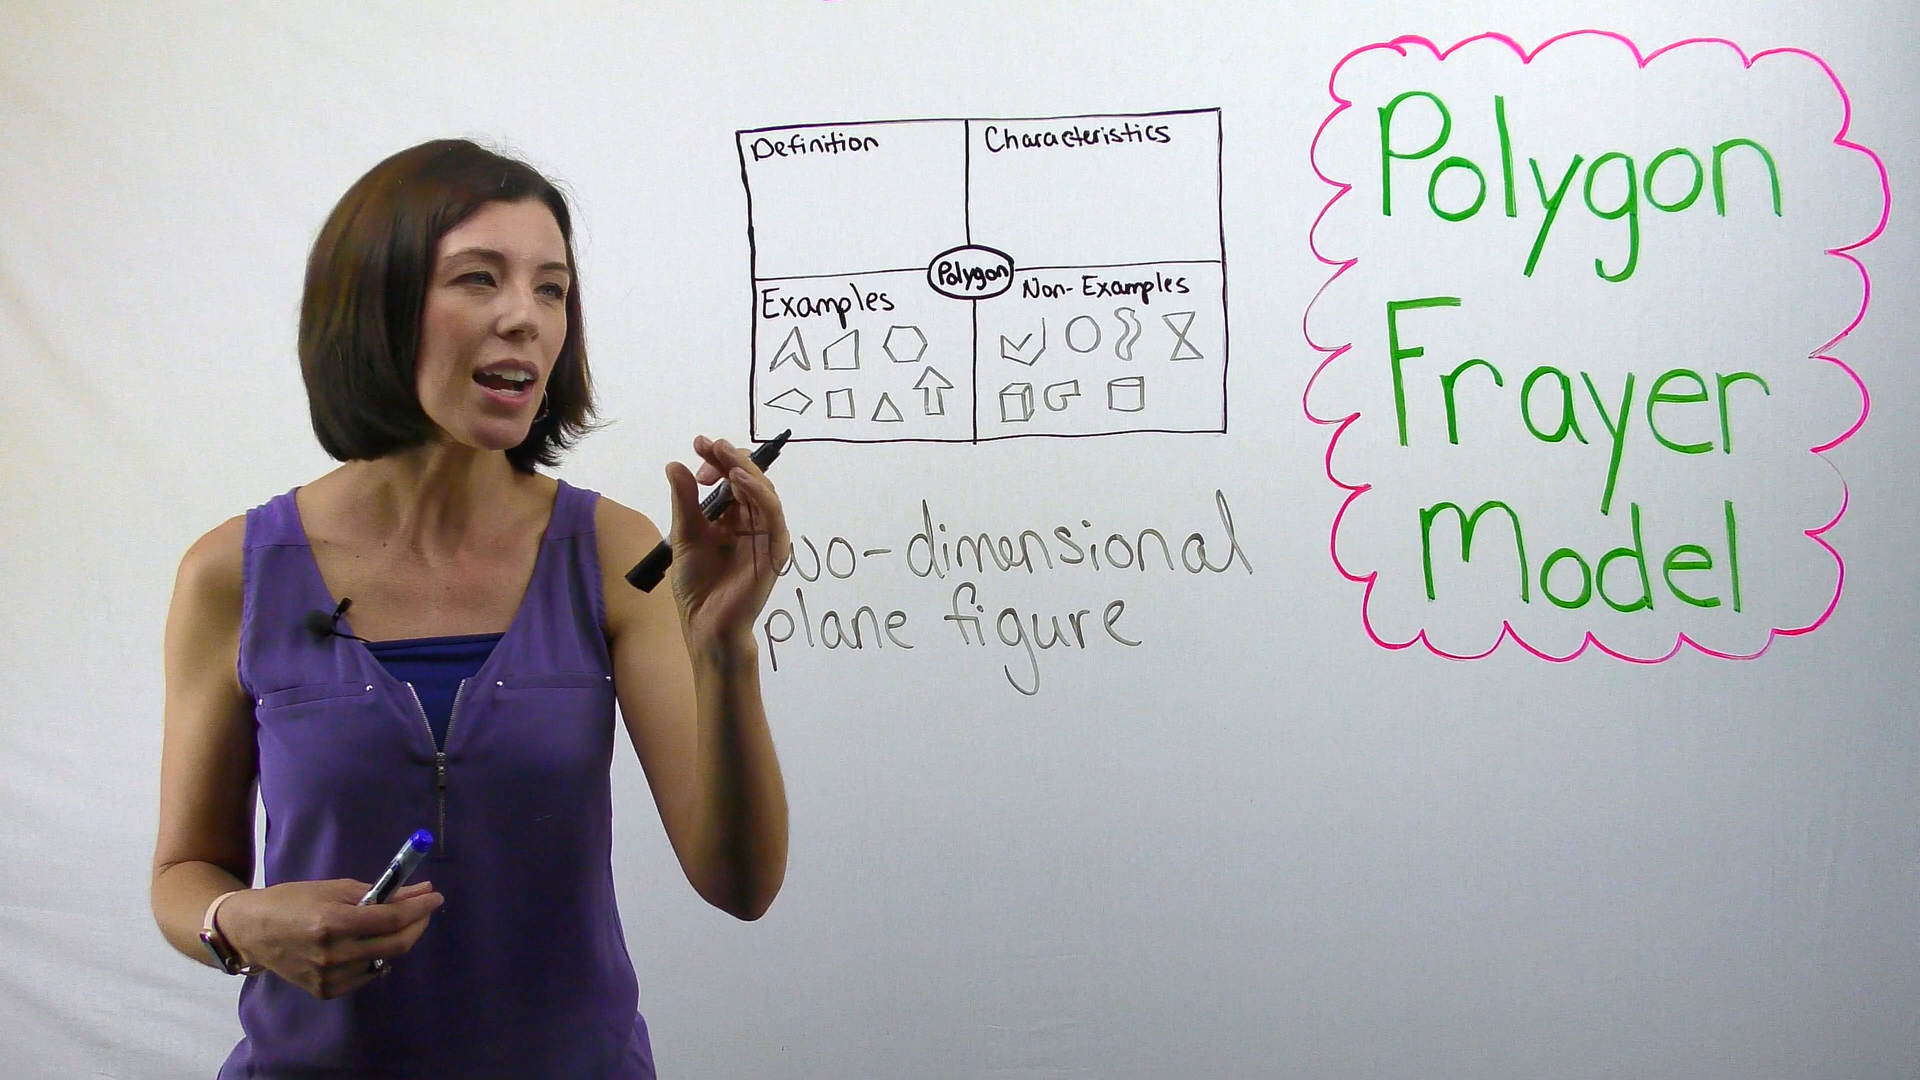 Definition
Characteristics
Polygon
Examples
Non-Examples
Two-dimensional
plane figure
Polygon
Frayer
Model